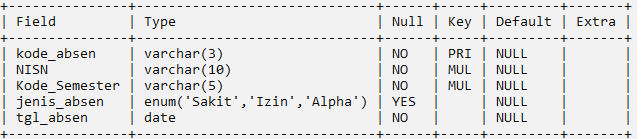 +---------------+------------------------------+------+-----+---------+-------+
| Field         | Type                         | Null | Key | Default | Extra |
+---------------+------------------------------+------+-----+---------+-------+
| kode_absen    | varchar(3)                   | NO   | PRI | NULL    |       |
| NISN          | varchar(10)                  | NO   | MUL | NULL    |       |
| Kode_Semester | varchar(5)                   | NO   | MUL | NULL    |       |
| jenis_absen   | enum('Sakit','Izin','Alpha') | YES  |     | NULL    |       |
| tgl_absen     | date                         | NO   |     | NULL    |       |
+---------------+------------------------------+------+-----+---------+-------+